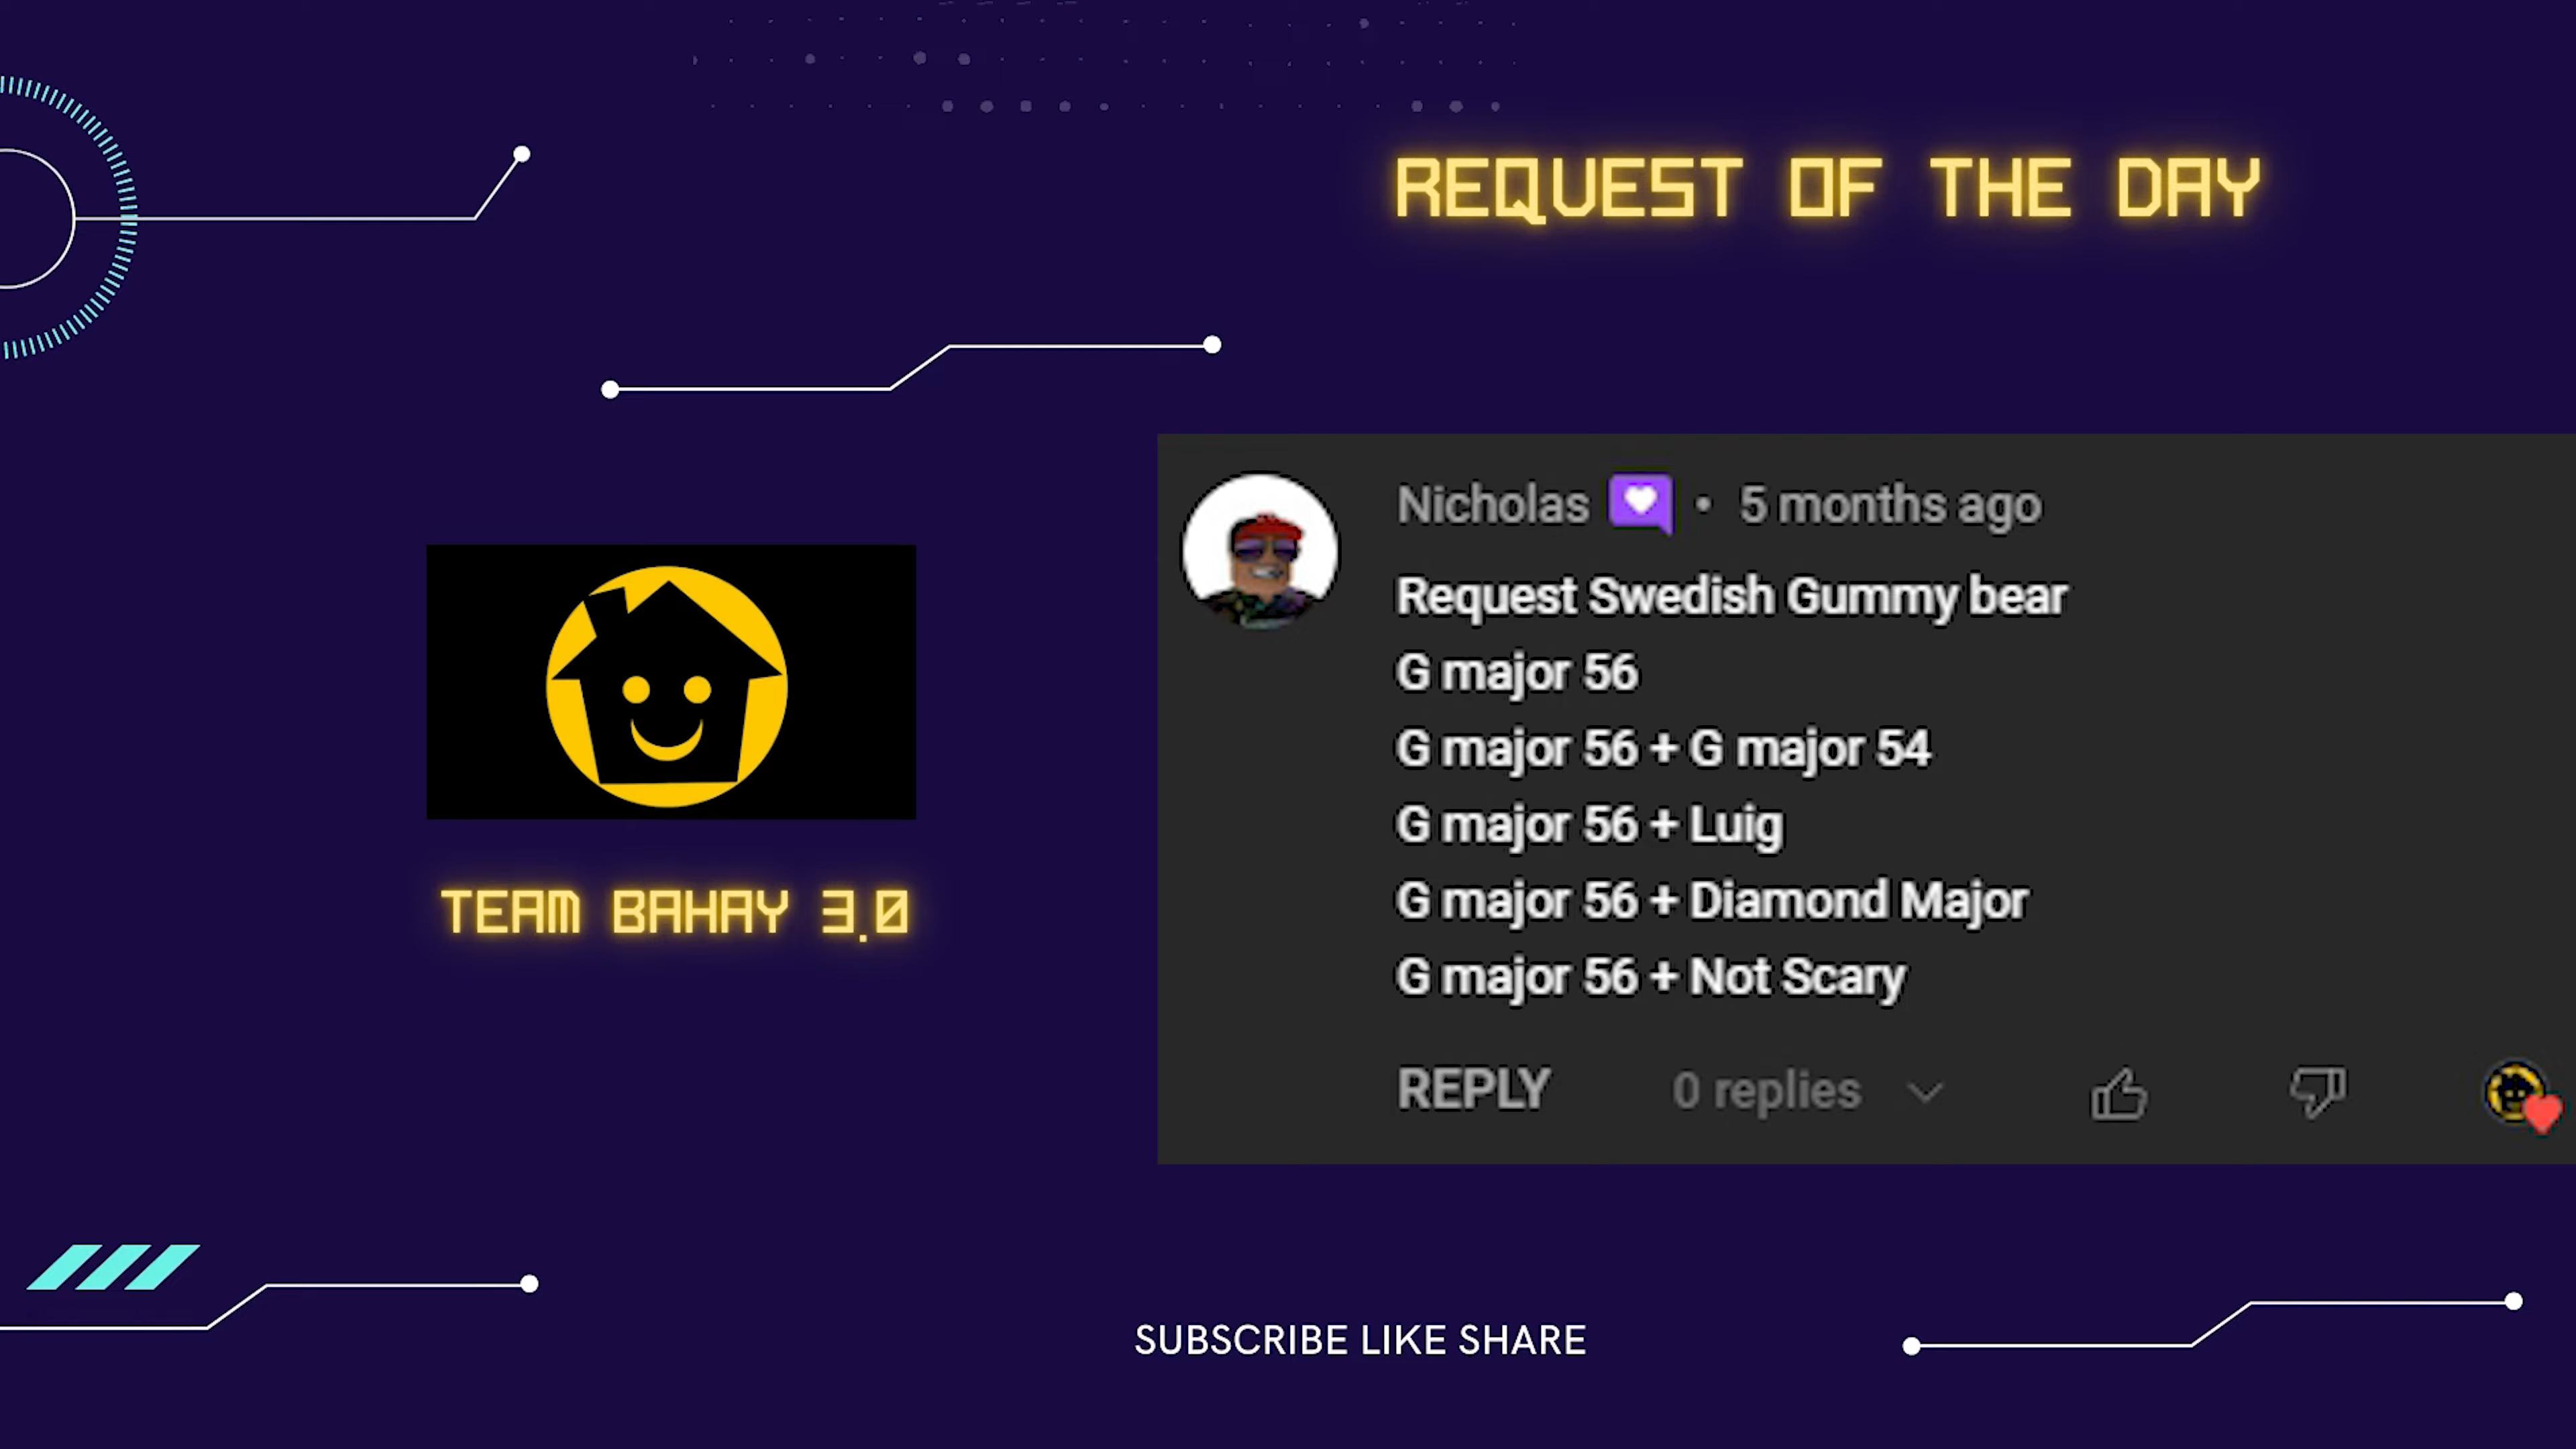 REQUEST OF THE DAY
Nicholas • 5 months ago
Request Swedish Gummy bear
G major 56
G major 56 + G major 54
G major 56 + Luig
G major 56 + Diamond Major
G major 56 + Not Scary
REPLY 0 replies
TEAM BAHAY 3.0
SUBSCRIBE LIKE SHARE